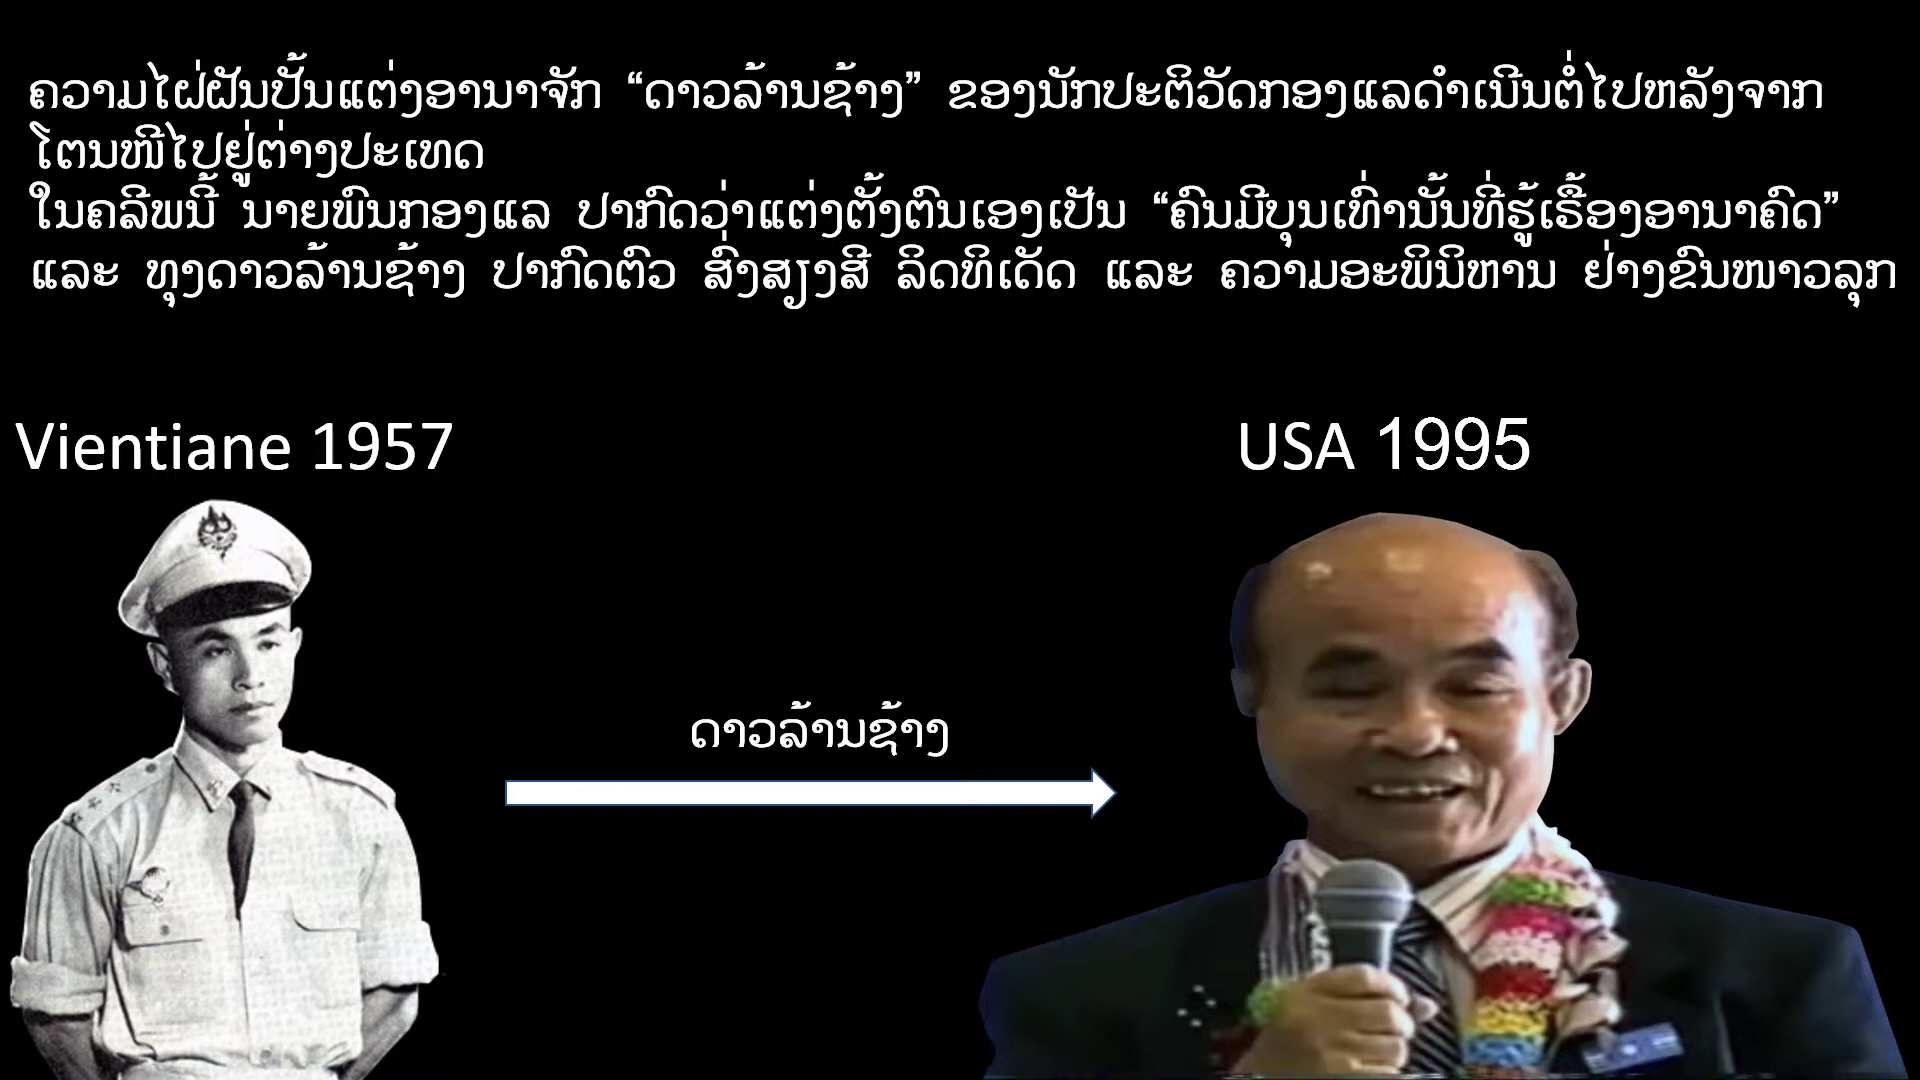 ຄວາມໄຝ່ຝັນປັ້ນແຕ່ງອານາຈັກ “ດາວລ້ານຊ້າງ” ຂອງນັກປະຕິວັດກອງແລດຳເນີນຕໍ່ໄປຫລັງຈາກ
ໂຕນໜີໄປຢູ່ຕ່າງປະເທດ
ໃນຄລີພນີ້ ນາຍພົນກອງແລ ປາກົດວ່າແຕ່ງຕັ້ງຕົນເອງເປັນ “ຄົນມີບຸນເທົ່ານັ້ນທີ່ຮູ້ເຣື້ອງອານາຄົດ”
ແລະ ທຸງດາວລ້ານຊ້າງ ປາກົດຕົວ ສົ່ງສຽງສີ ລິດທິເດັດ ແລະ ຄວາມອະພິນິຫານ ຢ່າງຂົນໜາວລຸກ
Vientiane 1957
USA 1995
ດາວລ້ານຊ້າງ